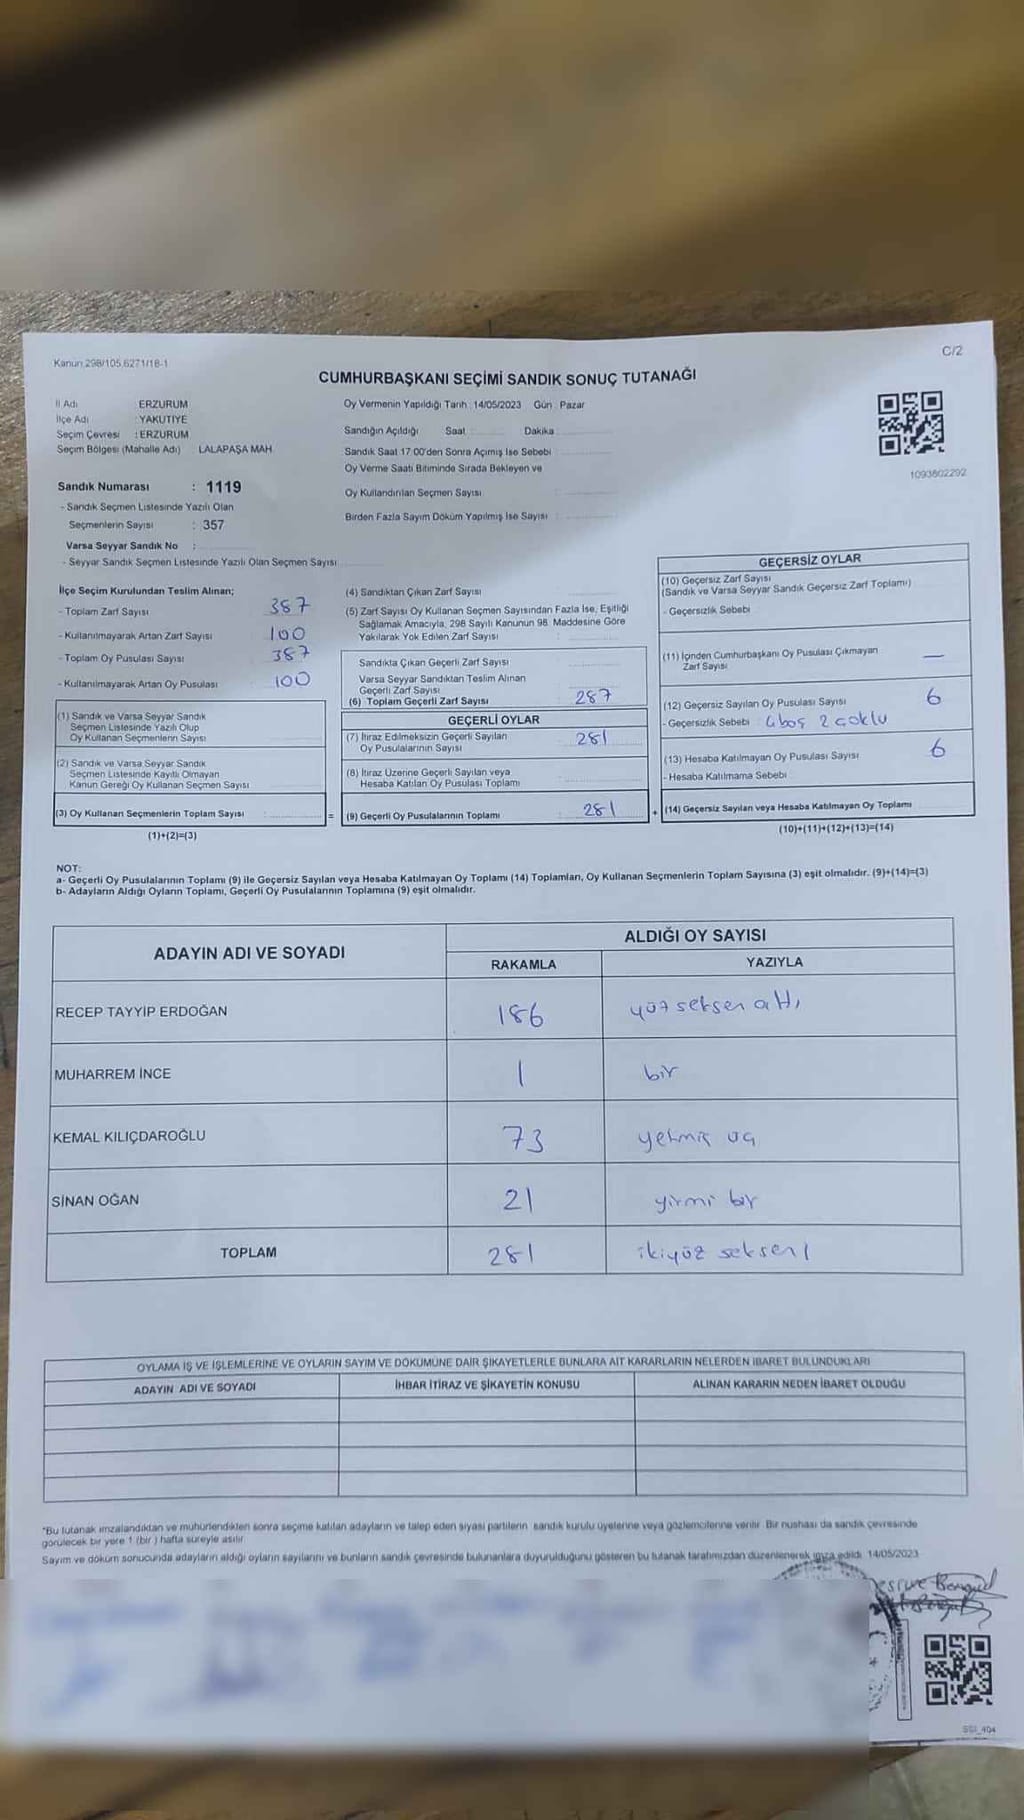 Kanun 298/105,6271/18-1
C/2
CUMHURBAŞKANI SEÇİMİ SANDIK SONUÇ TUTANAĞI
İl Adı : ERZURUM
İlçe Adı : YAKUTİYE
Seçim Çevresi : ERZURUM
Seçim Bölgesi (Mahalle Adı) LALAPAŞA MAH.
Oy Vermenin Yapıldığı Tarih : 14/05/2023 Gün : Pazar
Sandığın Açıldığı Saat : Dakika
Sandık Saat 17 00'den Sonra Açımış İse Sebebi :
Oy Verme Saati Bitiminde Sırada Bekleyen ve
Oy Kullandırılan Seçmen Sayısı :
Birden Fazla Sayım Döküm Yapılmış İse Sayısı :
1093802292
Sandık Numarası : 1119
- Sandık Seçmen Listesinde Yazılı Olan
Seçmenlerin Sayısı : 357
Varsa Seyyar Sandık No :
- Seyyar Sandık Seçmen Listesinde Yazılı Olan Seçmen Sayısı
İlçe Seçim Kurulundan Teslim Alınan;
- Toplam Zarf Sayısı 387
- Kullanılmayarak Artan Zarf Sayısı 100
- Toplam Oy Pusulası Sayısı 387
- Kullanılmayarak Artan Oy Pusulası 100
(1) Sandık ve Varsa Seyyar Sandık
Seçmen Listesinde Yazılı Olup
Oy Kullanan Seçmenlerin Sayısı
(2) Sandık ve Varsa Seyyar Sandık
Seçmen Listesinde Kayıtlı Olmayan
Kanun Gereği Oy Kullanan Seçmen Sayısı
(3) Oy Kullanan Seçmenlerin Toplam Sayısı : =
(1)+(2)=(3)
(4) Sandıktan Çıkan Zarf Sayısı :
(5) Zarf Sayısı Oy Kullanan Seçmen Sayısından Fazla İse, Eşitliği
Sağlamak Amacıyla, 298 Sayılı Kanunun 98. Maddesine Göre
Yakılarak Yok Edilen Zarf Sayısı :
Sandıkta Çıkan Geçerli Zarf Sayısı
Varsa Seyyar Sandıktan Teslim Alınan
Geçerli Zarf Sayısı
(6) Toplam Geçerli Zarf Sayısı : 287
GEÇERLİ OYLAR
(7) İtiraz Edilmeksizin Geçerli Sayılan
Oy Pusulalarının Sayısı : 281
(8) İtiraz Üzerine Geçerli Sayılan veya
Hesaba Katılan Oy Pusulası Toplamı :
(9) Geçerli Oy Pusulalarının Toplamı : 281 +
GEÇERSİZ OYLAR
(10) Geçersiz Zarf Sayısı
(Sandık ve Varsa Seyyar Sandık Geçersiz Zarf Toplamı)
- Geçersizlik Sebebi
(11) İçinden Cumhurbaşkanı Oy Pusulası Çıkmayan —
Zarf Sayısı
(12) Geçersiz Sayılan Oy Pusulası Sayısı 6
- Geçersizlik Sebebi : 4 boş 2 çoklu
(13) Hesaba Katılmayan Oy Pusulası Sayısı 6
- Hesaba Katılmama Sebebi
(14) Geçersiz Sayılan veya Hesaba Katılmayan Oy Toplamı
(10)+(11)+(12)+(13)=(14)
NOT:
a- Geçerli Oy Pusulalarının Toplamı (9) ile Geçersiz Sayılan veya Hesaba Katılmayan Oy Toplamı (14) Toplamları, Oy Kullanan Seçmenlerin Toplam Sayısına (3) eşit olmalıdır. (9)+(14)=(3)
b- Adayların Aldığı Oyların Toplamı, Geçerli Oy Pusulalarının Toplamına (9) eşit olmalıdır.
ADAYIN ADI VE SOYADI
ALDIĞI OY SAYISI
RAKAMLA YAZIYLA
RECEP TAYYİP ERDOĞAN 186 yüz seksen altı
MUHARREM İNCE 1 bir
KEMAL KILIÇDAROĞLU 73 yetmiş üç
SİNAN OĞAN 21 yirmi bir
TOPLAM 281 ikiyüz seksen 1
OYLAMA İŞ VE İŞLEMLERİNE VE OYLARIN SAYIM VE DÖKÜMÜNE DAİR ŞİKAYETLERLE BUNLARA AİT KARARLARIN NELERDEN İBARET BULUNDUKLARI
ADAYIN ADI VE SOYADI İHBAR İTİRAZ VE ŞİKAYETİN KONUSU ALINAN KARARIN NEDEN İBARET OLDUĞU
*Bu tutanak imzalandıktan ve mühürlendikten sonra seçime katılan adayların ve talep eden siyasi partilerin sandık kurulu üyelerine veya gözlemcilerine verilir. Bir nüshası da sandık çevresinde
görülecek bir yere 1 (bir) hafta süreyle asılır.
Sayım ve döküm sonucunda adayların aldığı oyların sayılarını ve bunların sandık çevresinde bulunanlara duyurulduğunu gösteren bu tutanak tarafımızdan düzenlenerek imza edildi. 14/05/2023